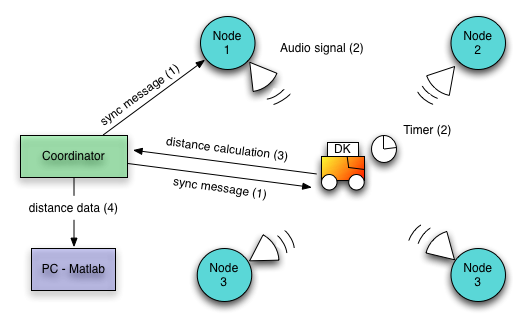 Node
1
Audio signal (2)
Node
2
sync message (1)
Timer (2)
DK
distance calculation (3)
Coordinator
sync message (1)
distance data (4)
PC - Matlab
Node
3
Node
3